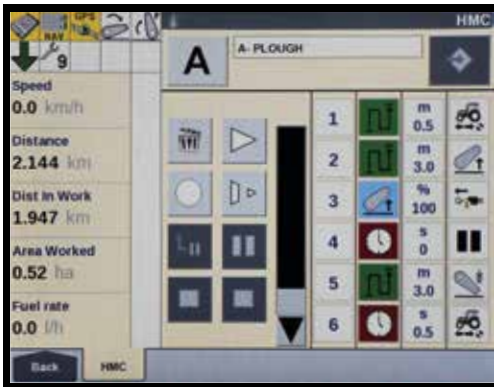 HMC
NAV
GPS
9
A
A- PLOUGH
Speed
0.0 km/h
Distance
2.144 km
Dist In Work
1.947 km
Area Worked
0.52 ha
Fuel rate
0.0 l/h
1
m
0.5
2
m
3.0
3
%
100
4
s
0
5
m
3.0
6
s
0.5
Back
HMC